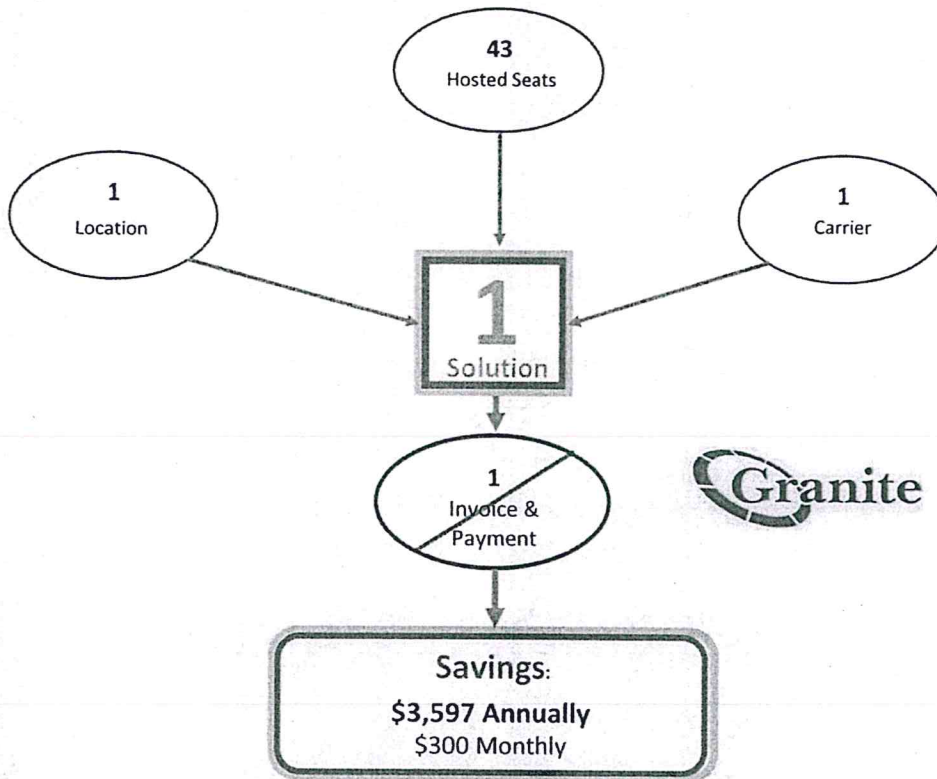 43
Hosted Seats
1
Location
1
Carrier
1
Solution
1
Invoice &
Payment
Granite
Savings:
$3,597 Annually
$300 Monthly